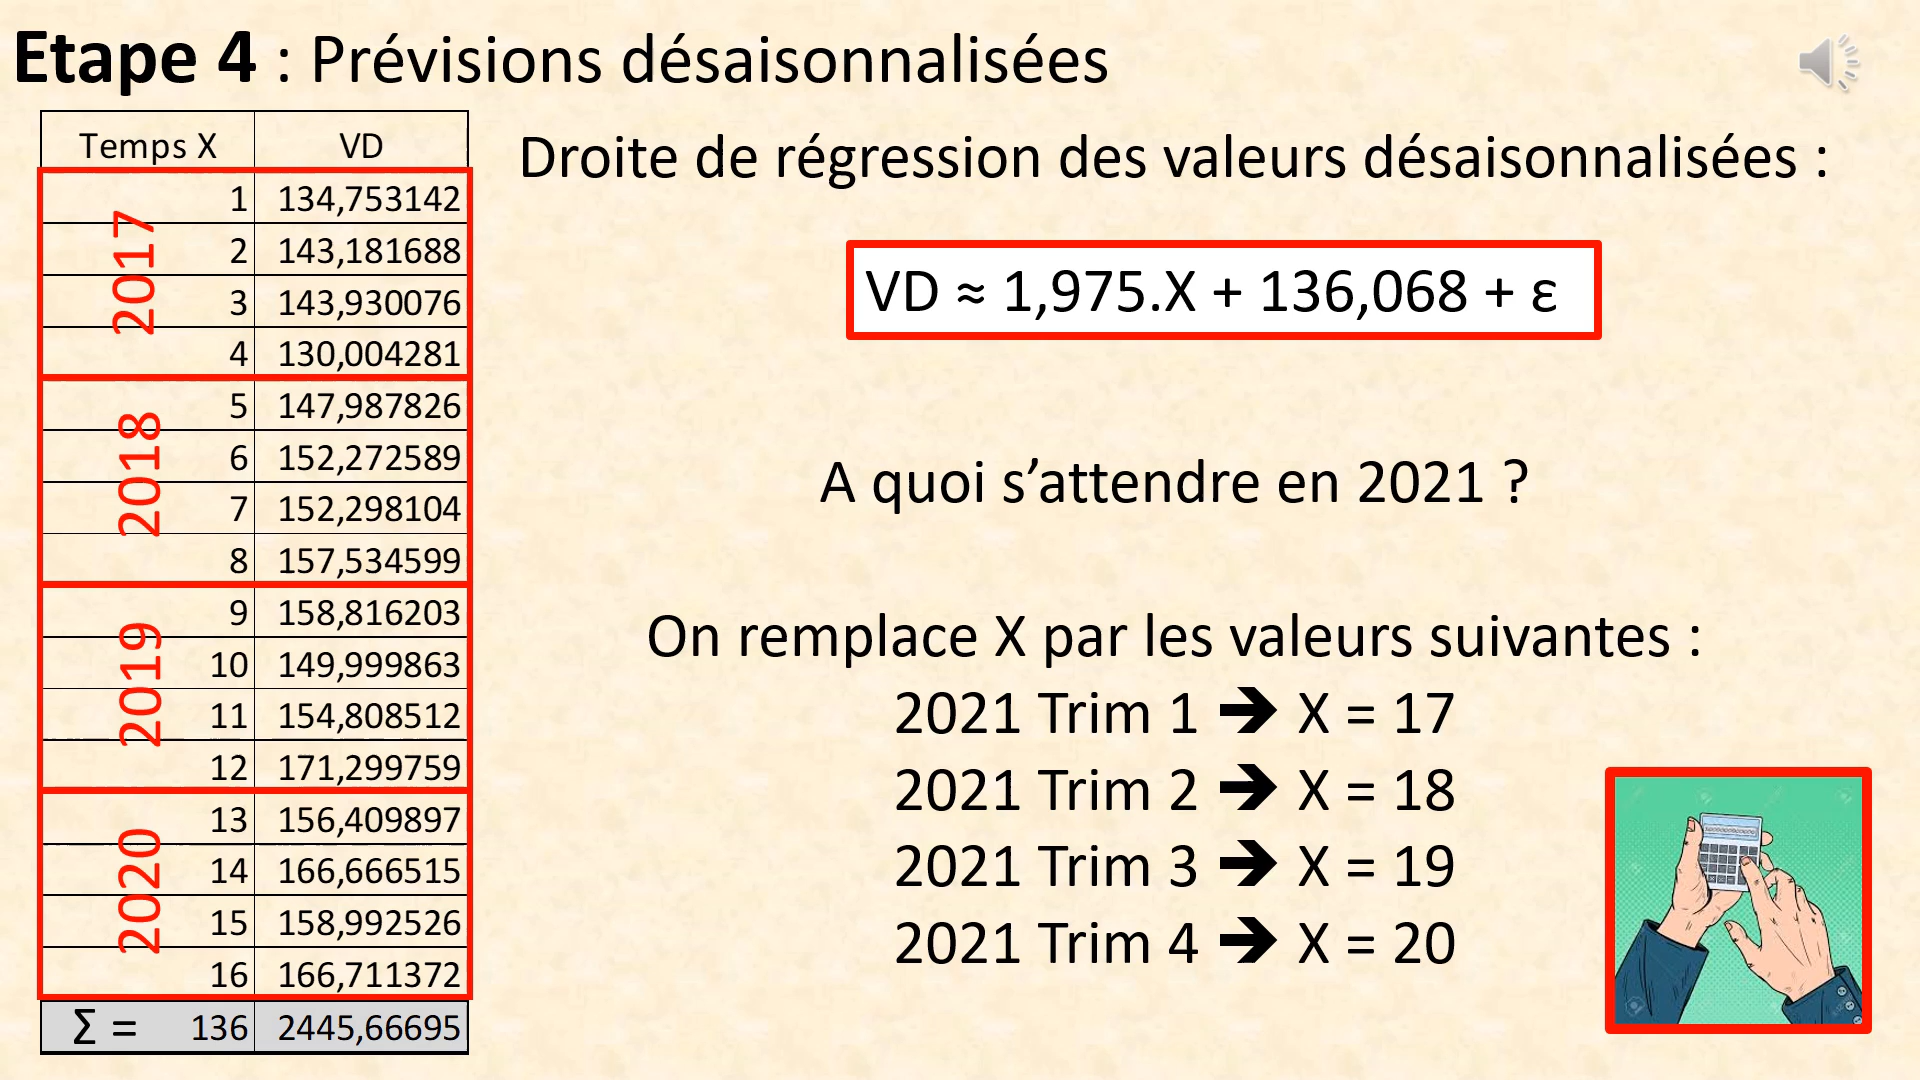 Etape 4 : Prévisions désaisonnalisées
Temps X VD
1 134,753142
2 143,181688
3 143,930076
4 130,004281
2017
5 147,987826
6 152,272589
7 152,298104
8 157,534599
2018
9 158,816203
10 149,999863
11 154,808512
12 171,299759
2019
13 156,409897
14 166,666515
15 158,992526
16 166,711372
2020
Σ = 136 2445,66695
Droite de régression des valeurs désaisonnalisées :
VD ≈ 1,975.X + 136,068 + ε
A quoi s’attendre en 2021 ?
On remplace X par les valeurs suivantes :
2021 Trim 1 ➔ X = 17
2021 Trim 2 ➔ X = 18
2021 Trim 3 ➔ X = 19
2021 Trim 4 ➔ X = 20